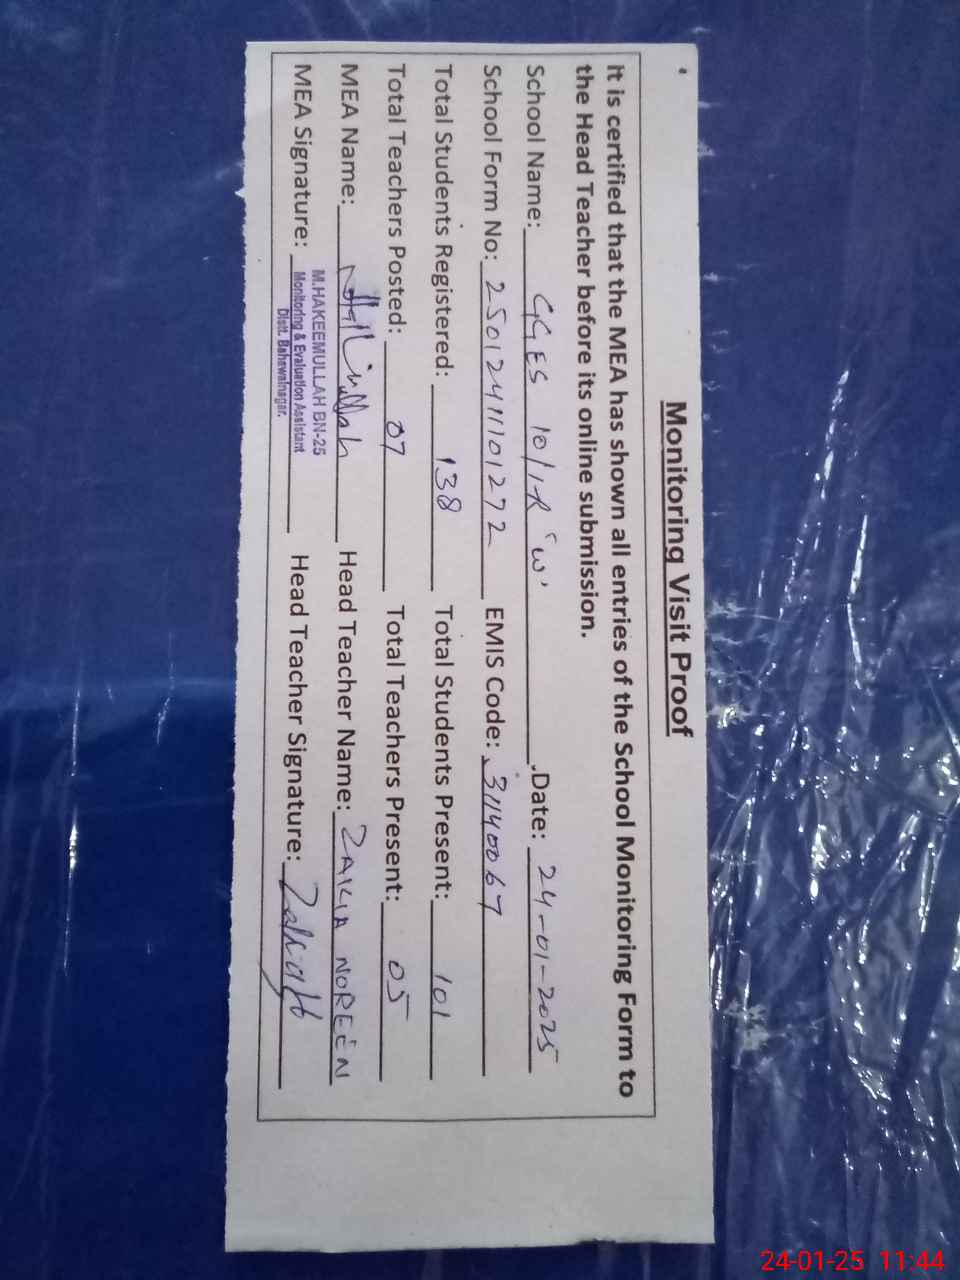 Monitoring Visit Proof
It is certified that the MEA has shown all entries of the School Monitoring Form to
the Head Teacher before its online submission.
School Name: GGES 10/1-R 'W' Date: 24-01-2025
School Form No: 25012411101272 EMIS Code: 31140067
Total Students Registered: 138 Total Students Present: 101
Total Teachers Posted: 07 Total Teachers Present: 05
MEA Name: Head Teacher Name: ZAKIA NOREEN
MEA Signature: Head Teacher Signature:
M.HAKEEMULLAH BN-25
Monitoring & Evaluation Assistant
Distt. Bahawalnagar.
24-01-25 11:44